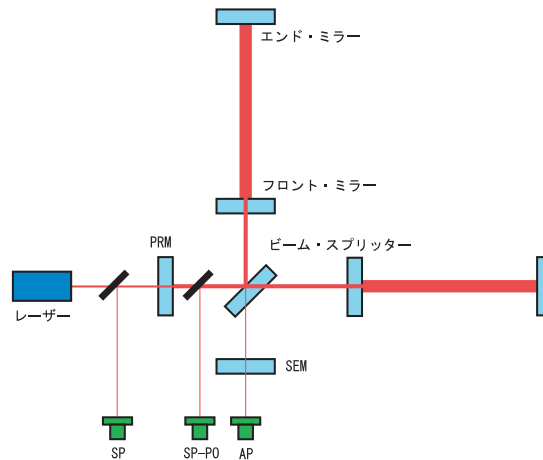 エンド・ミラー
フロント・ミラー
PRM
ビーム・スプリッター
レーザー
SEM
SP
SP-PO
AP